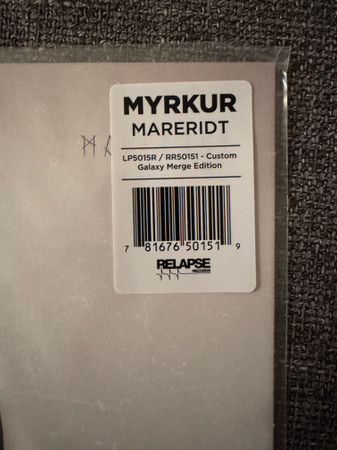 MYRKUR
MARERIDT
LP5015R / RR50151 - Custom
Galaxy Merge Edition
7 81676 50151 9
RELAPSE
RECORDS